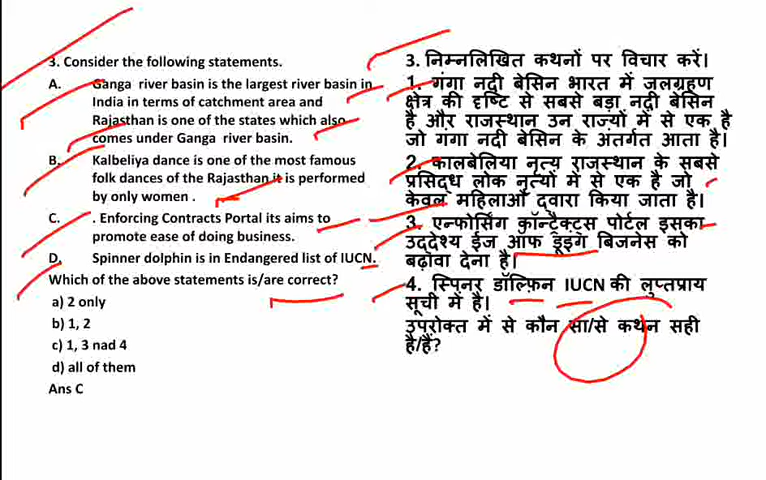 3. Consider the following statements.
A. Ganga river basin is the largest river basin in
India in terms of catchment area and
Rajasthan is one of the states which also
comes under Ganga river basin.
B. Kalbeliya dance is one of the most famous
folk dances of the Rajasthan it is performed
by only women .
C. . Enforcing Contracts Portal its aims to
promote ease of doing business.
D. Spinner dolphin is in Endangered list of IUCN.
Which of the above statements is/are correct?
a) 2 only
b) 1, 2
c) 1, 3 nad 4
d) all of them
Ans C
3. निम्नलिखित कथनों पर विचार करें।
1. गंगा नदी बेसिन भारत में जलग्रहण
क्षेत्र की दृष्टि से सबसे बड़ा नदी बेसिन
है और राजस्थान उन राज्यों में से एक है
जो गंगा नदी बेसिन के अंतर्गत आता है।
2. कालबेलिया नृत्य राजस्थान के सबसे
प्रसिद्ध लोक नृत्यों में से एक है जो
केवल महिलाओं द्वारा किया जाता है।
3. एन्फोर्सिंग कॉन्ट्रैक्ट्स पोर्टल इसका
उद्देश्य ईज ऑफ डूइंग बिजनेस को
बढ़ावा देना है।
4. स्पिनर डॉल्फ़िन IUCN की लुप्तप्राय
सूची में है।
उपरोक्त में से कौन सा/से कथन सही
है/हैं?